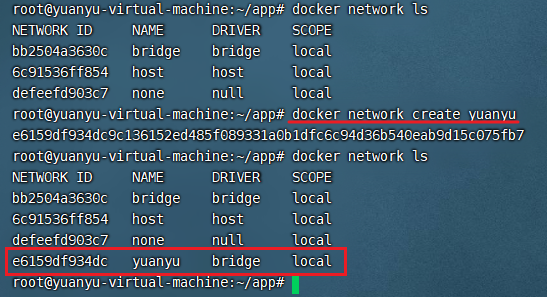 root@yuanyu-virtual-machine:~/app# docker network ls
NETWORK ID     NAME      DRIVER    SCOPE
bb2504a3630c   bridge    bridge    local
6c91536ff854   host      host      local
defeefd903c7   none      null      local
root@yuanyu-virtual-machine:~/app# docker network create yuanyu
e6159df934dc9c136152ed485f089331a0b1dfc6c94d36b540eab9d15c075fb7
root@yuanyu-virtual-machine:~/app# docker network ls
NETWORK ID     NAME      DRIVER    SCOPE
bb2504a3630c   bridge    bridge    local
6c91536ff854   host      host      local
defeefd903c7   none      null      local
e6159df934dc   yuanyu    bridge    local
root@yuanyu-virtual-machine:~/app#